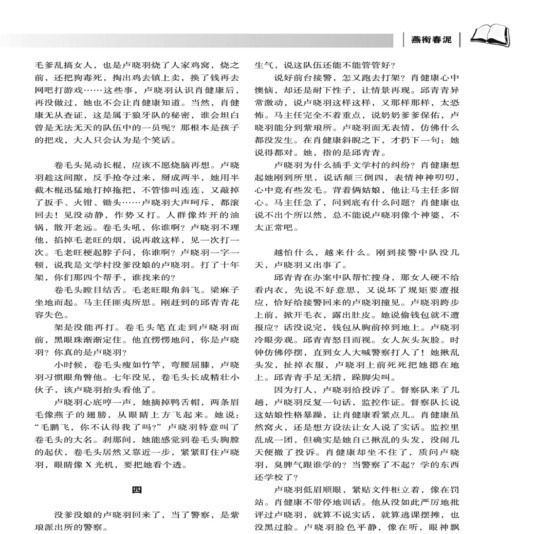 燕衔春泥
毛爹乱搞女人，也是卢晓羽烧了人家鸡窝，烧之
前，还把狗毒死，掏出鸡去镇上卖，换了钱再去
网吧打游戏……这些事，卢晓羽认识肖健康后，
再没做过，她也不会让肖健康知道。当然，肖健
康无从查证，这是属于狼牙队的秘密，谁会坦白
曾是无法无天的队伍中的一员呢？那根本是孩子
的把戏，大人只会认为是个笑话。
卷毛头晃动长棍，应该不愿烧脑再想。卢晓
羽趁这间隙，反手抢夺过来，掰成两半，她用半
截木棍迅猛地打掉拖把，不管惨叫连连，又敲掉
了扳手、火钳、锄头……卢晓羽大声呵斥，都滚
回去！见没动静，作势又打。人群像炸开的油
锅，散开老远。卷毛头吼，你谁啊？卢晓羽不理
他，掐掉毛老旺的烟，说再敢这样，见一次打一
次。毛老旺梗起脖子问，你谁啊？卢晓羽一字一
顿，说我是文学村没爹没娘的卢晓羽。打了十年
架，你们那四个帮手，谁找来的？
卷毛头瞠目结舌。毛老旺眼角斜飞。梁麻子
坐地而起。马主任匪夷所思。刚赶到的邱青青花
容失色。
架是没能再打。卷毛头笔直走到卢晓羽面
前，黑眼珠渐渐定住。他直愣愣地问，你是卢晓
羽？你真的是卢晓羽？
小时候，卷毛头瘦如竹竿，弯腰屈膝，卢晓
羽习惯眼角瞥他。七年没见，卷毛头长成精壮小
伙子，该卢晓羽抬头看他了。
卢晓羽心底哼一声，她摘掉鸭舌帽，两条眉
毛像燕子的翅膀，从眼睛上方飞起来。她说：
“毛鹏飞，你不认得我了吗？”卢晓羽特意叫了
卷毛头的大名。刹那间，她能感觉到卷毛头胸膛
的起伏，卷毛头居然又靠近一步，紧紧盯住卢晓
羽，眼睛像 X 光机，要把她看个透。
四
没爹没娘的卢晓羽回来了，当了警察，是紫
琅派出所的警察。
生气，说这队伍还能不能管管好？
说好前台接警，怎又跑去打架？肖健康心中
懊恼，却还是耐下性子，让情景再现。邱青青异
常激动，说卢晓羽这样这样，又那样那样，太恐
怖。马主任完全不着重点，说奶奶爹爹保佑，卢
晓羽能分到紫琅所。卢晓羽面无表情，仿佛什么
都没发生。在肖健康斜睨之下，才扔下一句：她
说得都对。她，指的是邱青青。
卢晓羽为什么插手文学村的纠纷？肖健康想
起她刚到所里，说话颠三倒四，表情神神叨叨，
心中竟有些发毛。背着俩姑娘，他让马主任多留
心。马主任急了，问到底有什么问题？肖健康也
说不出个所以然，总不能说卢晓羽像个神婆，不
太正常吧。
越怕什么，越来什么。刚到接警中队没几
天，卢晓羽又出事了。
邱青青在办案中队帮忙搜身，那女人硬不给
看内衣，先说不好意思，又说坏了规矩要遭报
应，恰好给接警回来的卢晓羽撞见。卢晓羽跨步
上前，掀开毛衣，露出肚皮。她说偷钱包就不遭
报应？话没说完，钱包从胸前掉到地上。卢晓羽
冷眼旁观。邱青青怒目而视。女人灰头灰脸。时
钟仿佛停摆，直到女人大喊警察打人了！她揪乱
头发，扯掉衣服，卢晓羽上前死死把她摁在地
上。邱青青手足无措，跺脚尖叫。
因为打人，卢晓羽给投诉了。督察队来了几
趟，卢晓羽反复一句话，监控作证。督察队长说
这姑娘性格暴躁，让肖健康看紧点儿。肖健康虽
然窝火，还是想方设法让女人说了实话。监控里
乱成一团，但确实是她自己揪乱的头发，没闹几
天便撤了投诉。肖健康却坐不住了，质问卢晓
羽，臭脾气跟谁学的？当警察了不起？学的东西
还学校了？
卢晓羽低眉顺眼，紧贴文件柜立着，像在罚
站。肖健康不带停地训话。他从没如此严厉地批
评过卢晓羽，就算不说实话，就算逃课摆摊，也
没黑过脸。卢晓羽脸色平静，像在听，眼神飘